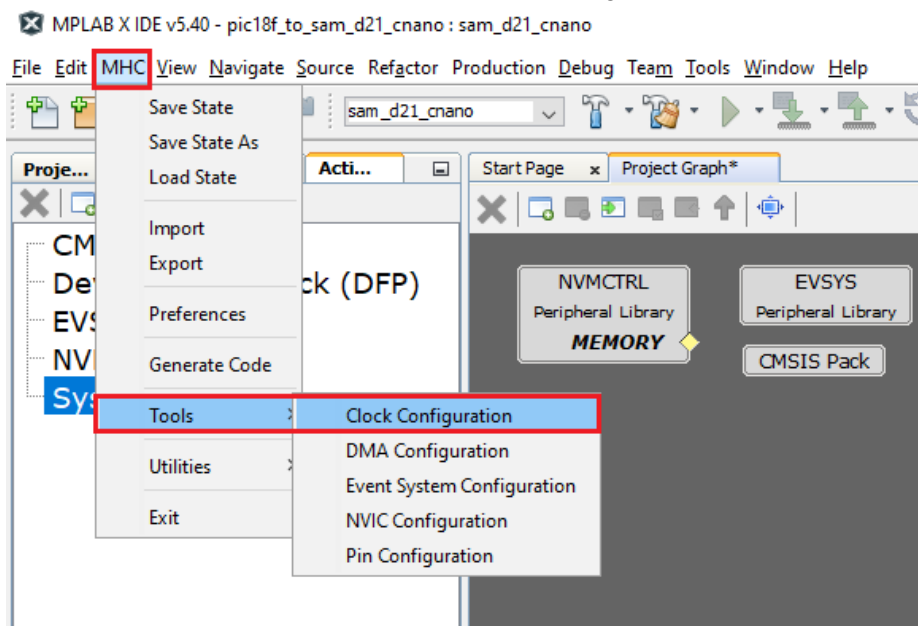 MPLAB X IDE v5.40 - pic18f_to_sam_d21_cnano : sam_d21_cnano
File Edit MHC View Navigate Source Refactor Production Debug Team Tools Window Help
sam_d21_cnano
Proje...
Acti...
Start Page x Project Graph*
Save State
Save State As
Load State
Import
Export
Preferences
Generate Code
Tools
Utilities
Exit
Clock Configuration
DMA Configuration
Event System Configuration
NVIC Configuration
Pin Configuration
CM
De
ck (DFP)
EVS
NV
Sys
NVMCTRL
Peripheral Library
MEMORY
EVSYS
Peripheral Library
CMSIS Pack